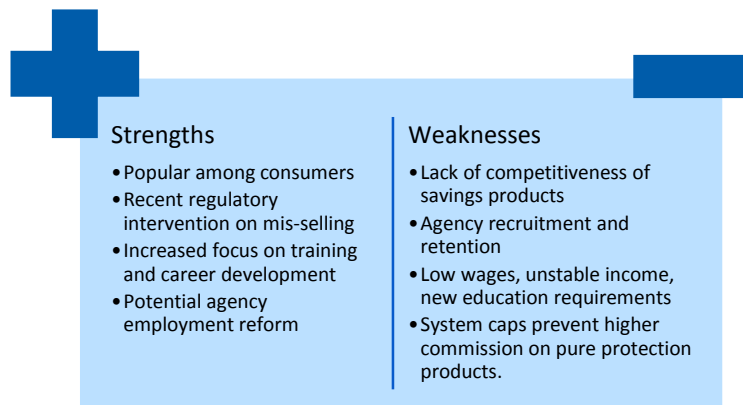 Strengths
•Popular among consumers
•Recent regulatory
intervention on mis-selling
•Increased focus on training
and career development
•Potential agency
employment reform
Weaknesses
•Lack of competitiveness of
savings products
•Agency recruitment and
retention
•Low wages, unstable income,
new education requirements
•System caps prevent higher
commission on pure protection
products.